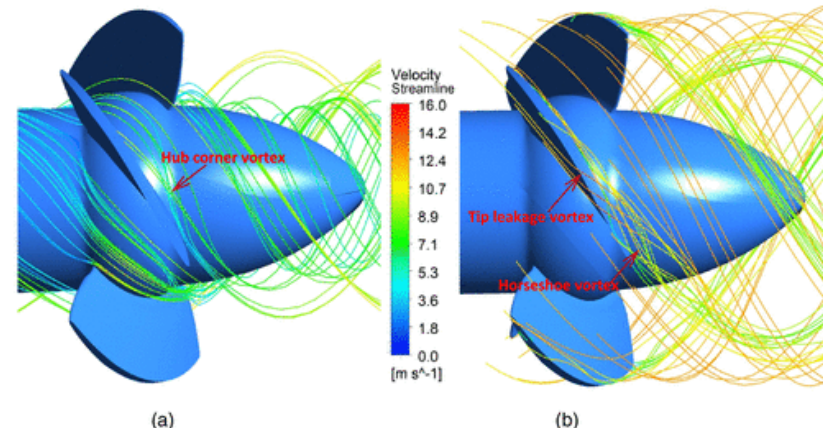 Velocity
Streamline
16.0
14.2
12.4
10.7
8.9
7.1
5.3
3.6
1.8
0.0
[m s^-1]
Hub corner vortex
Tip leakage vortex
Horseshoe vortex
(a)
(b)